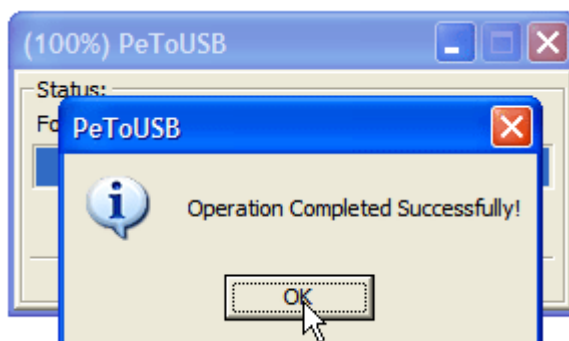 (100%) PeToUSB
Status:
PeToUSB
Operation Completed Successfully!
OK